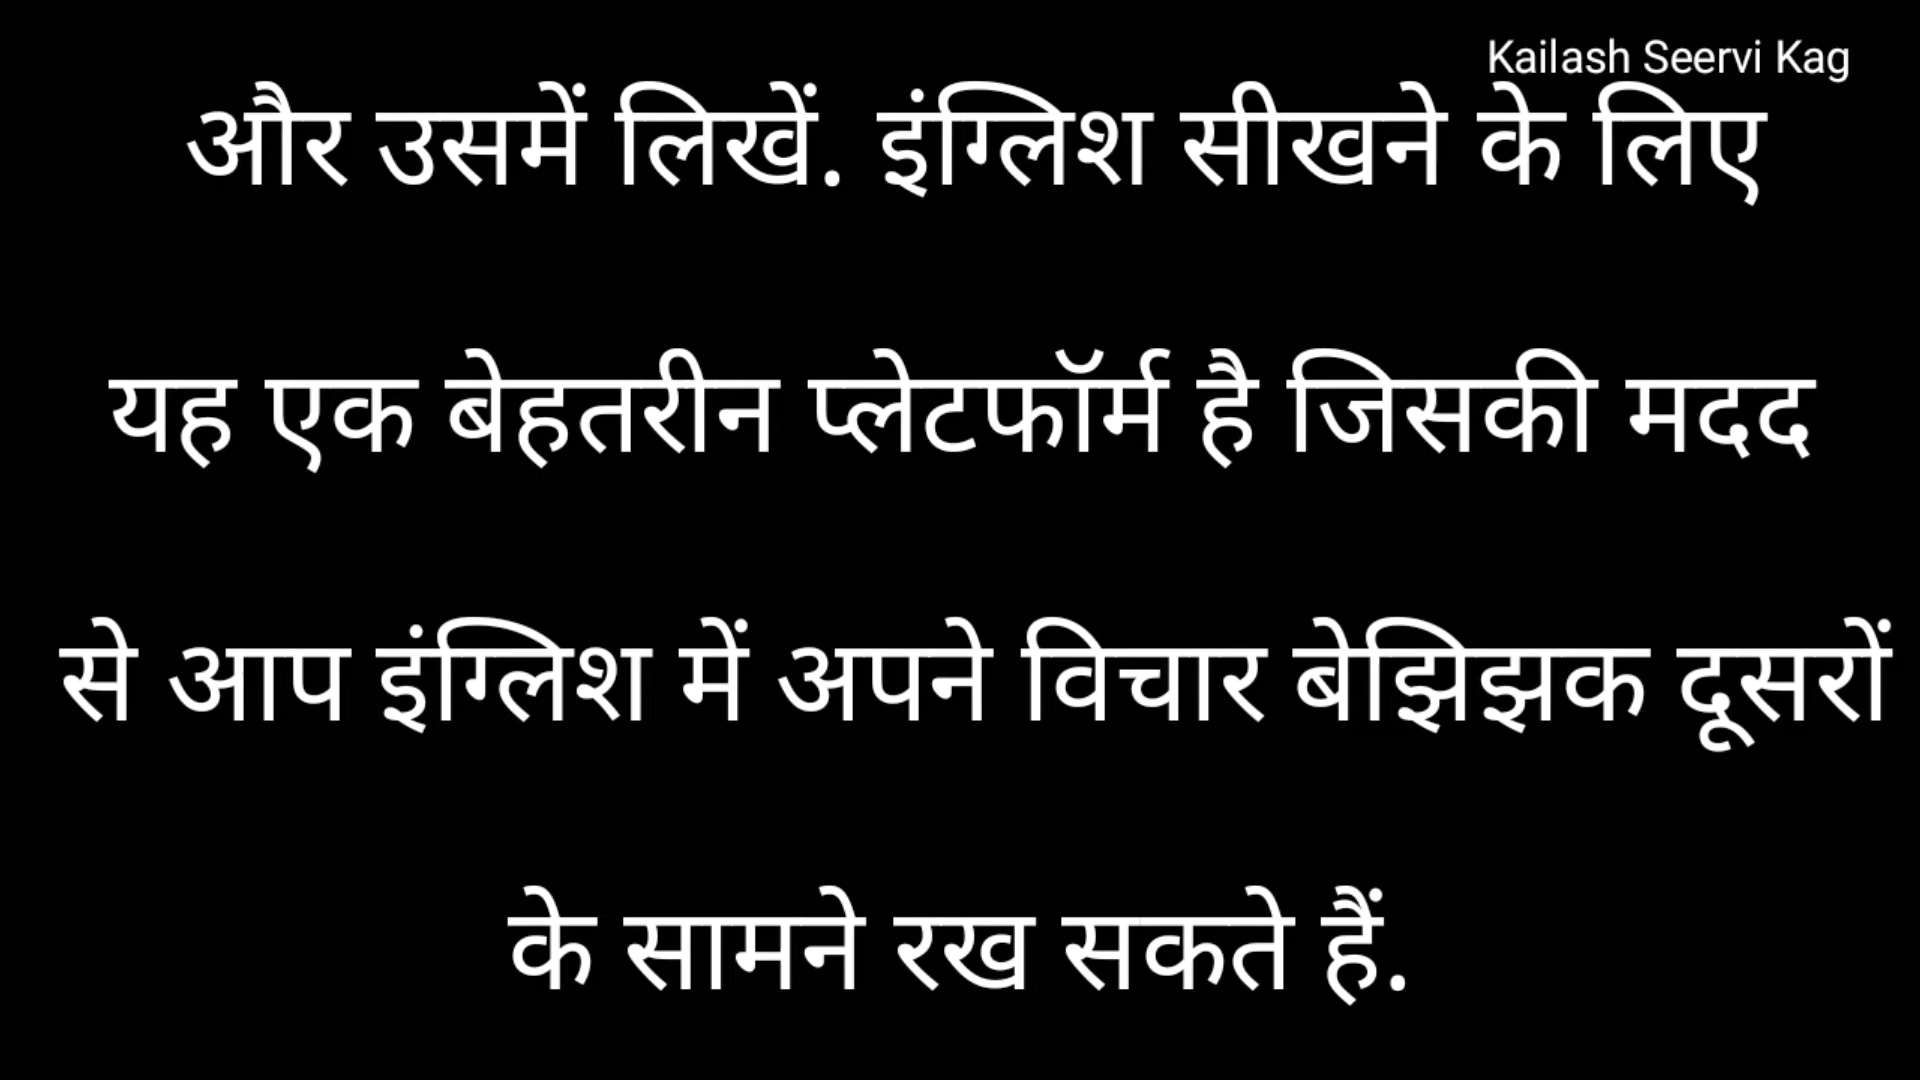 Kailash Seervi Kag
और उसमें लिखें. इंग्लिश सीखने के लिए
यह एक बेहतरीन प्लेटफॉर्म है जिसकी मदद
से आप इंग्लिश में अपने विचार बेझिझक दूसरों
के सामने रख सकते हैं.